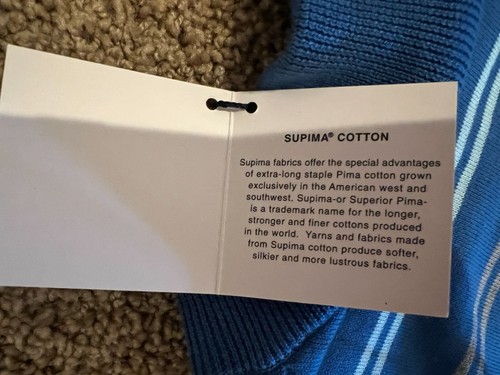 SUPIMA® COTTON
Supima fabrics offer the special advantages
of extra-long staple Pima cotton grown
exclusively in the American west and
southwest. Supima-or Superior Pima-
is a trademark name for the longer,
stronger and finer cottons produced
in the world. Yarns and fabrics made
from Supima cotton produce softer,
silkier and more lustrous fabrics.